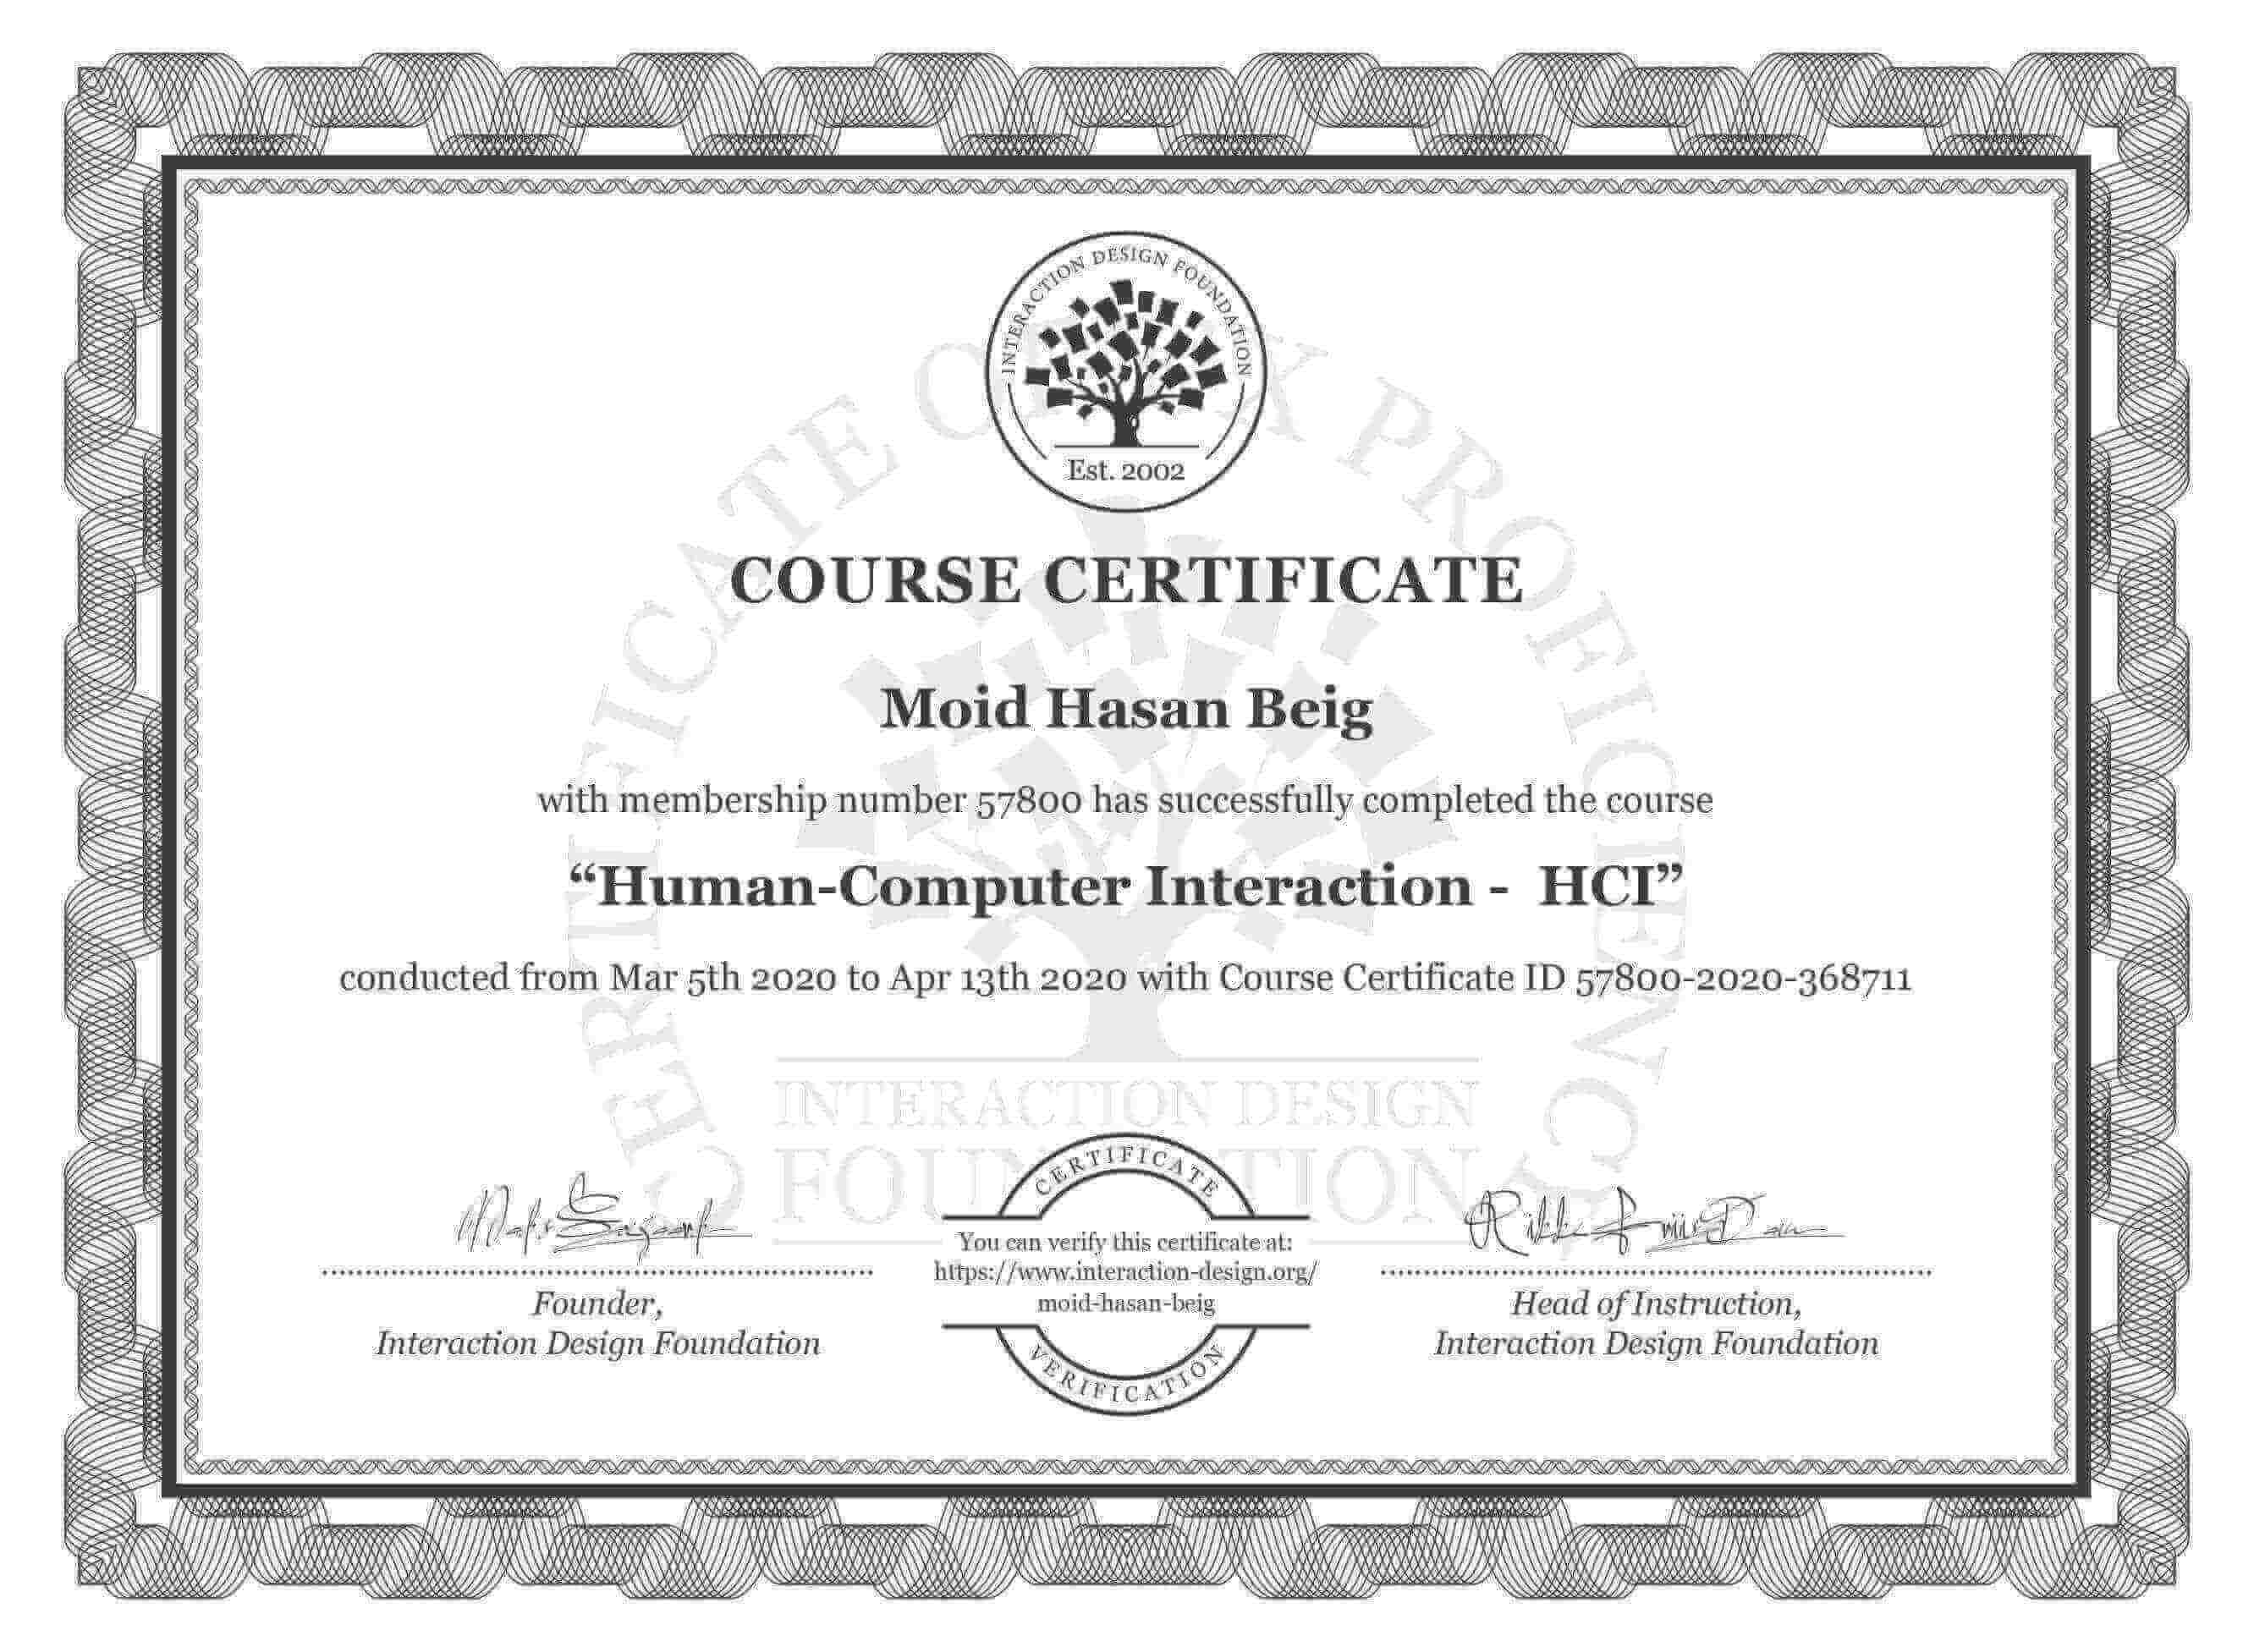 INTERACTION DESIGN FOUNDATION
Est. 2002
COURSE CERTIFICATE
Moid Hasan Beig
with membership number 57800 has successfully completed the course
“Human-Computer Interaction - HCI”
conducted from Mar 5th 2020 to Apr 13th 2020 with Course Certificate ID 57800-2020-368711
CERTIFICATE OF UX PROFICIENCY
INTERACTION DESIGN
FOUNDATION
Founder,
Interaction Design Foundation
CERTIFICATE
You can verify this certificate at:
https://www.interaction-design.org/
moid-hasan-beig
VERIFICATION
Head of Instruction,
Interaction Design Foundation